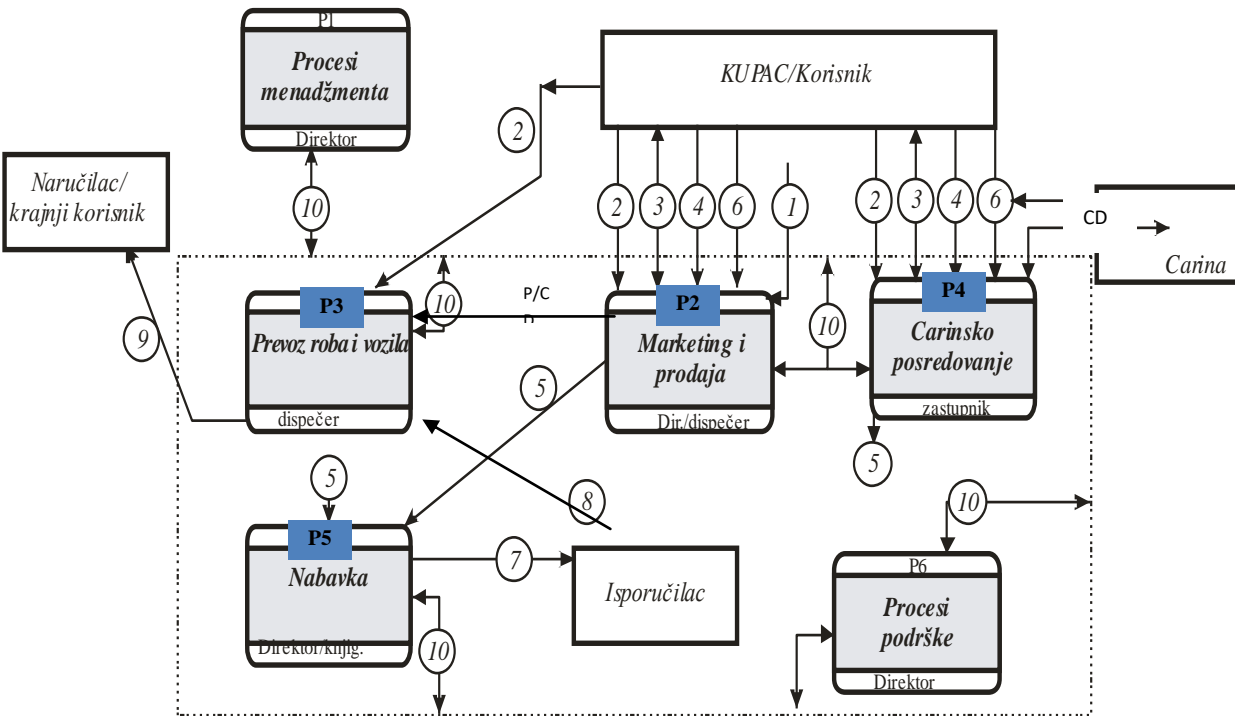 P1
Procesi
menadžmenta
Direktor
KUPAC/Korisnik
2
Naručilac/
krajnji korisnik
10
2
3
4
6
1
2
3
4
6
CD
Carina
P3
Prevoz roba i vozila
dispečer
10
P/C
P2
Marketing i
prodaja
Dir./dispečer
10
P4
Carinsko
posredovanje
zastupnik
9
5
5
5
8
10
P5
Nabavka
Direktor/knjig.
7
Isporučilac
10
P6
Procesi
podrške
Direktor